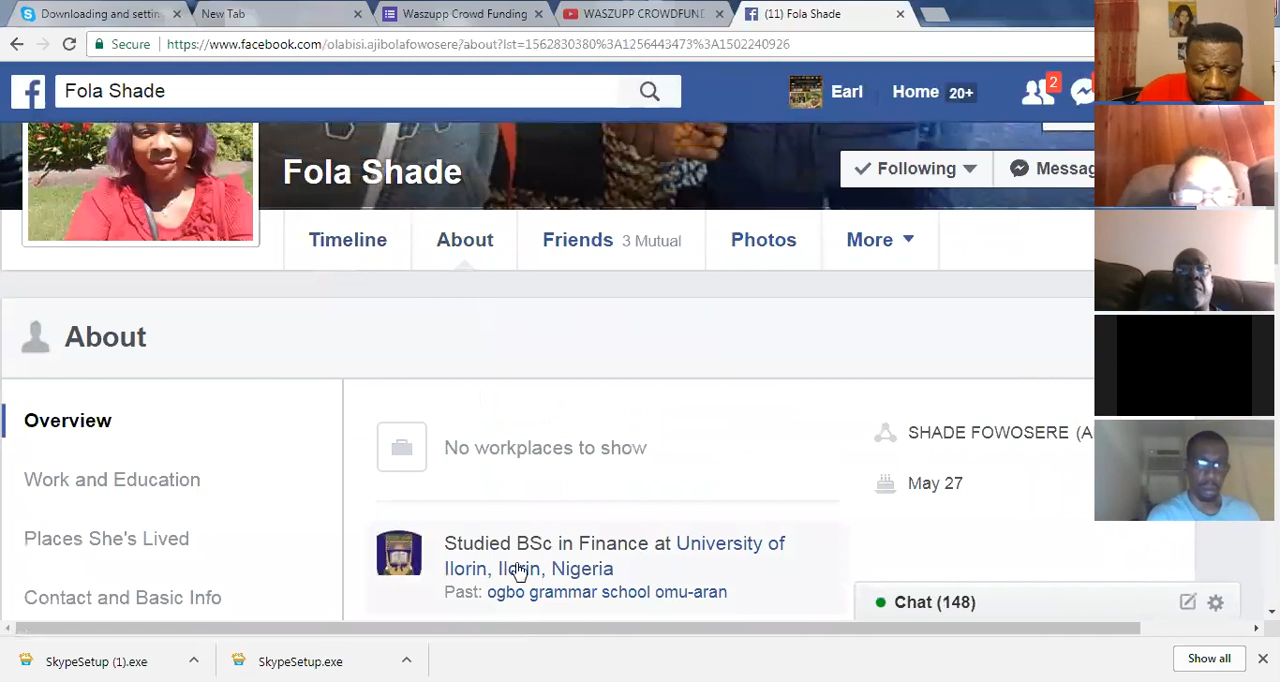 Downloading and settin
New Tab
Waszupp Crowd Funding
WASZUPP CROWDFUN
(11) Fola Shade
Secure
https://www.facebook.com/olabisi.ajibolafowosere?about?lst=1562830380%3A1256443473%3A1502240926
Fola Shade
Earl
Home 20+
2
Fola Shade
Following
Messag
Timeline
About
Friends 3 Mutual
Photos
More
About
Overview
Work and Education
Places She's Lived
Contact and Basic Info
No workplaces to show
Studied BSc in Finance at University of
Ilorin, Ilorin, Nigeria
Past: ogbo grammar school omu-aran
SHADE FOWOSERE (A
May 27
Chat (148)
SkypeSetup (1).exe
SkypeSetup.exe
Show all